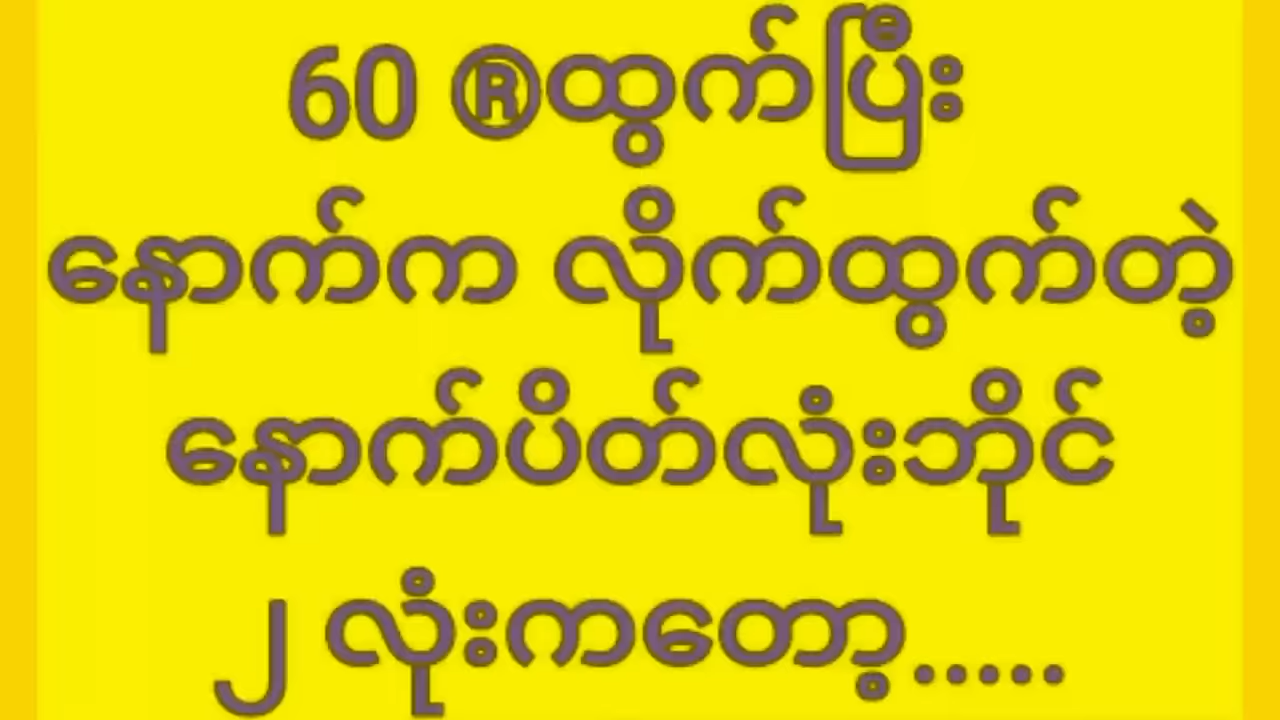 60 ®ထွက်ပြီး
နောက်က လိုက်ထွက်တဲ့
နောက်ပိတ်လုံးဘိုင်
၂ လုံးကတော့.....